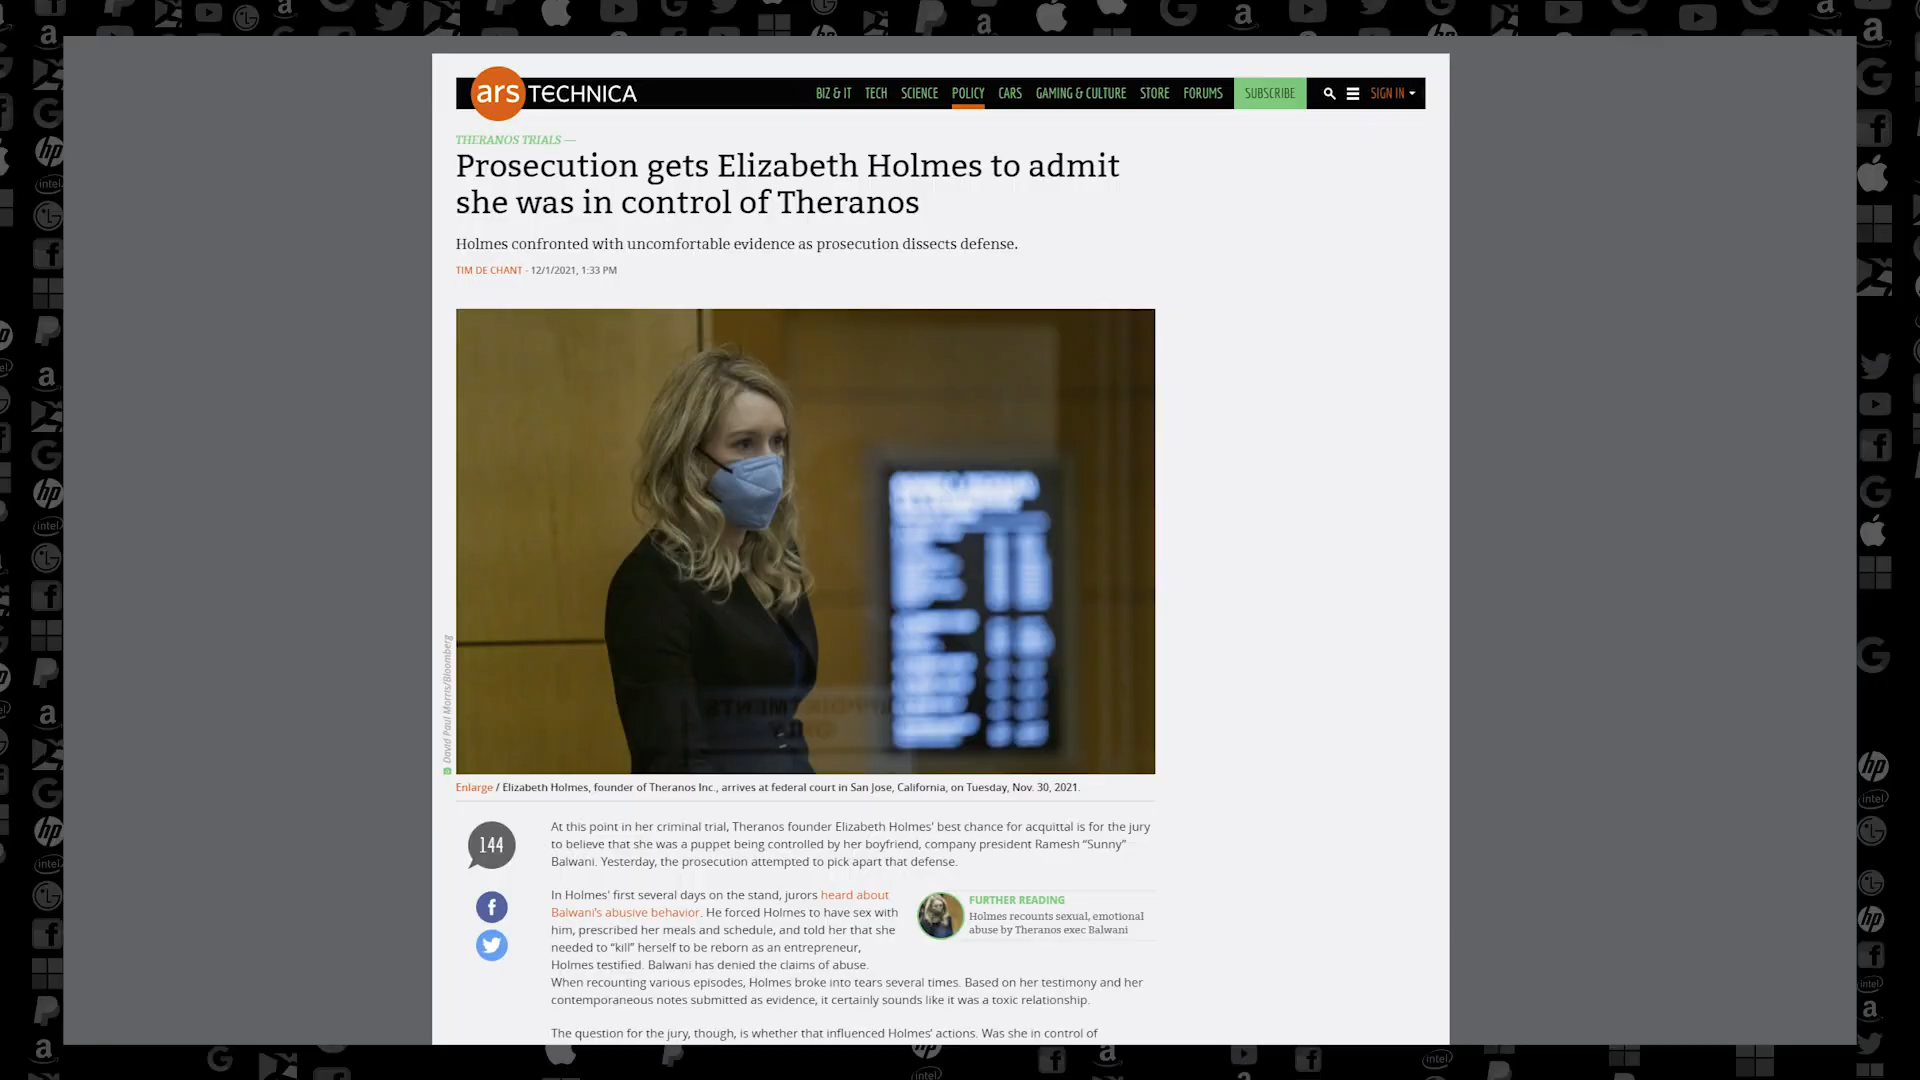 ars TECHNICA
BIZ & IT TECH SCIENCE POLICY CARS GAMING & CULTURE STORE FORUMS SUBSCRIBE SIGN IN
THERANOS TRIALS —
Prosecution gets Elizabeth Holmes to admit
she was in control of Theranos
Holmes confronted with uncomfortable evidence as prosecution dissects defense.
TIM DE CHANT - 12/1/2021, 1:33 PM
David Paul Morris/Bloomberg
Enlarge / Elizabeth Holmes, founder of Theranos Inc., arrives at federal court in San Jose, California, on Tuesday, Nov. 30, 2021.
144
At this point in her criminal trial, Theranos founder Elizabeth Holmes' best chance for acquittal is for the jury
to believe that she was a puppet being controlled by her boyfriend, company president Ramesh “Sunny”
Balwani. Yesterday, the prosecution attempted to pick apart that defense.
In Holmes' first several days on the stand, jurors heard about
Balwani's abusive behavior. He forced Holmes to have sex with
him, prescribed her meals and schedule, and told her that she
needed to “kill” herself to be reborn as an entrepreneur,
Holmes testified. Balwani has denied the claims of abuse.
FURTHER READING
Holmes recounts sexual, emotional
abuse by Theranos exec Balwani
When recounting various episodes, Holmes broke into tears several times. Based on her testimony and her
contemporaneous notes submitted as evidence, it certainly sounds like it was a toxic relationship.
The question for the jury, though, is whether that influenced Holmes' actions. Was she in control of